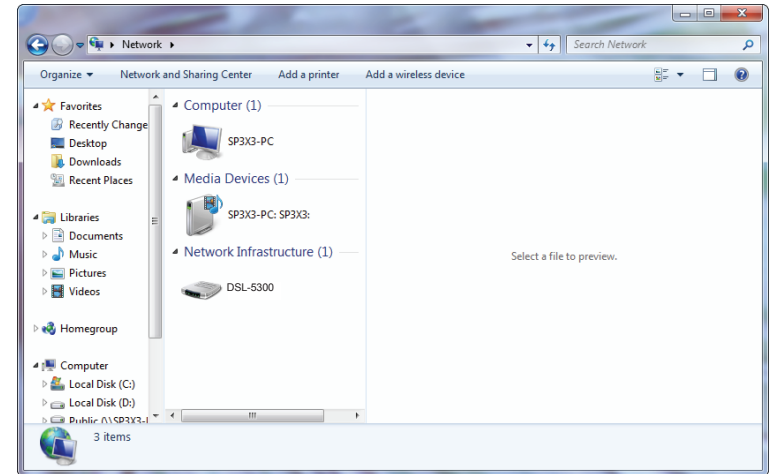 Network
Search Network
Organize Network and Sharing Center Add a printer Add a wireless device
Favorites
Recently Change
Desktop
Downloads
Recent Places
Libraries
Documents
Music
Pictures
Videos
Homegroup
Computer
Local Disk (C:)
Local Disk (D:)
Computer (1)
SP3X3-PC
Media Devices (1)
SP3X3-PC: SP3X3:
Network Infrastructure (1)
DSL-5300
Select a file to preview.
3 items